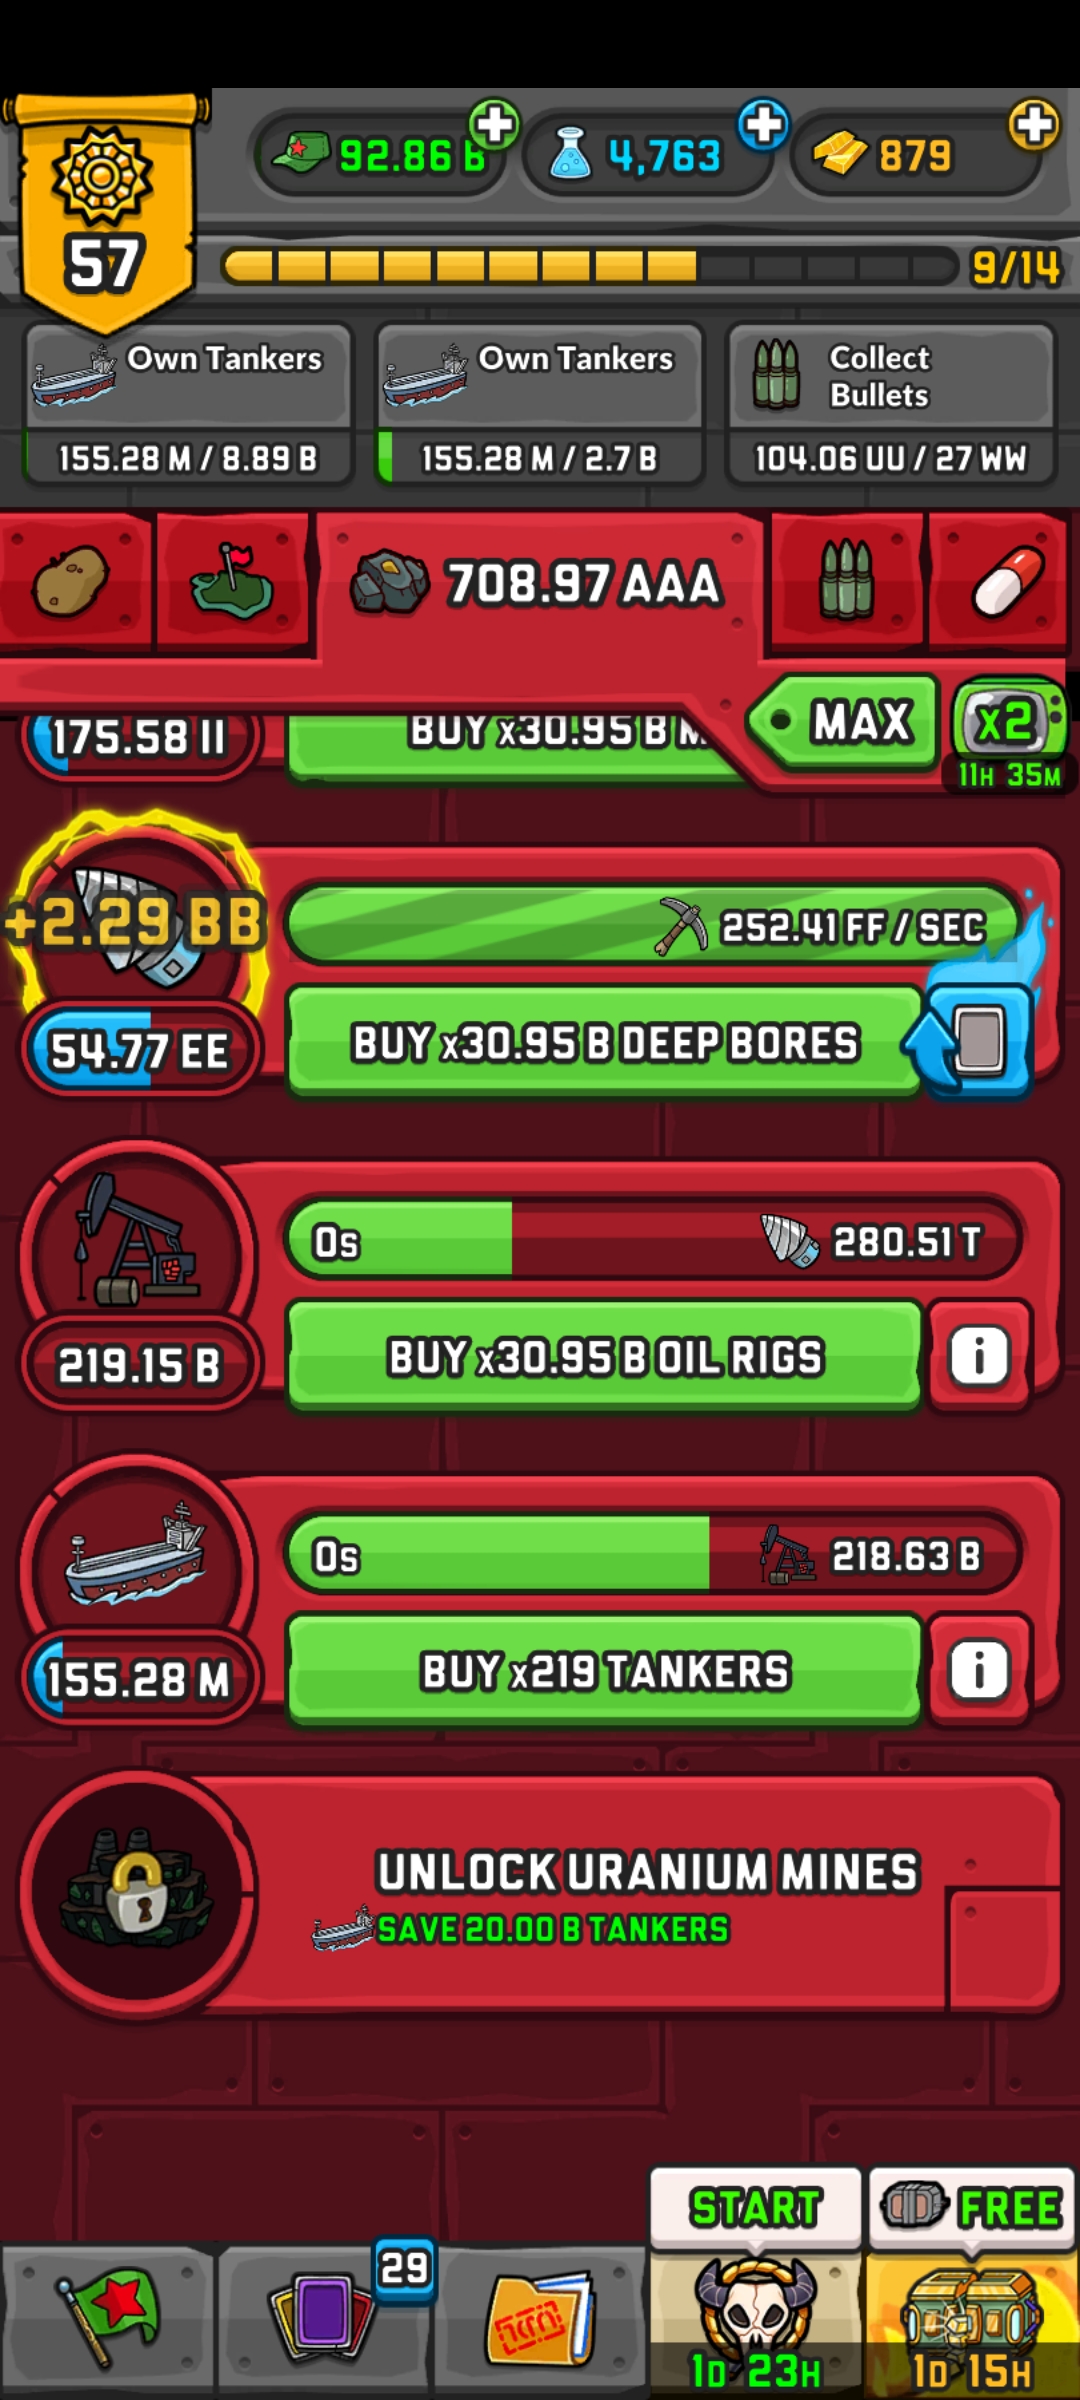 92.86 B
4,763
879
57
9/14
Own Tankers
155.28 M / 8.89 B
Own Tankers
155.28 M / 2.7 B
Collect
Bullets
104.06 UU / 27 WW
708.97 AAA
MAX
x2
11H 35M
175.58 II
BUY x30.95 B M
+2.29 BB
252.41 FF / SEC
54.77 EE
BUY x30.95 B DEEP BORES
0s
280.51 T
219.15 B
BUY x30.95 B OIL RIGS
i
0s
218.63 B
155.28 M
BUY x219 TANKERS
i
UNLOCK URANIUM MINES
SAVE 20.00 B TANKERS
START
FREE
29
1D 23H
1D 15H